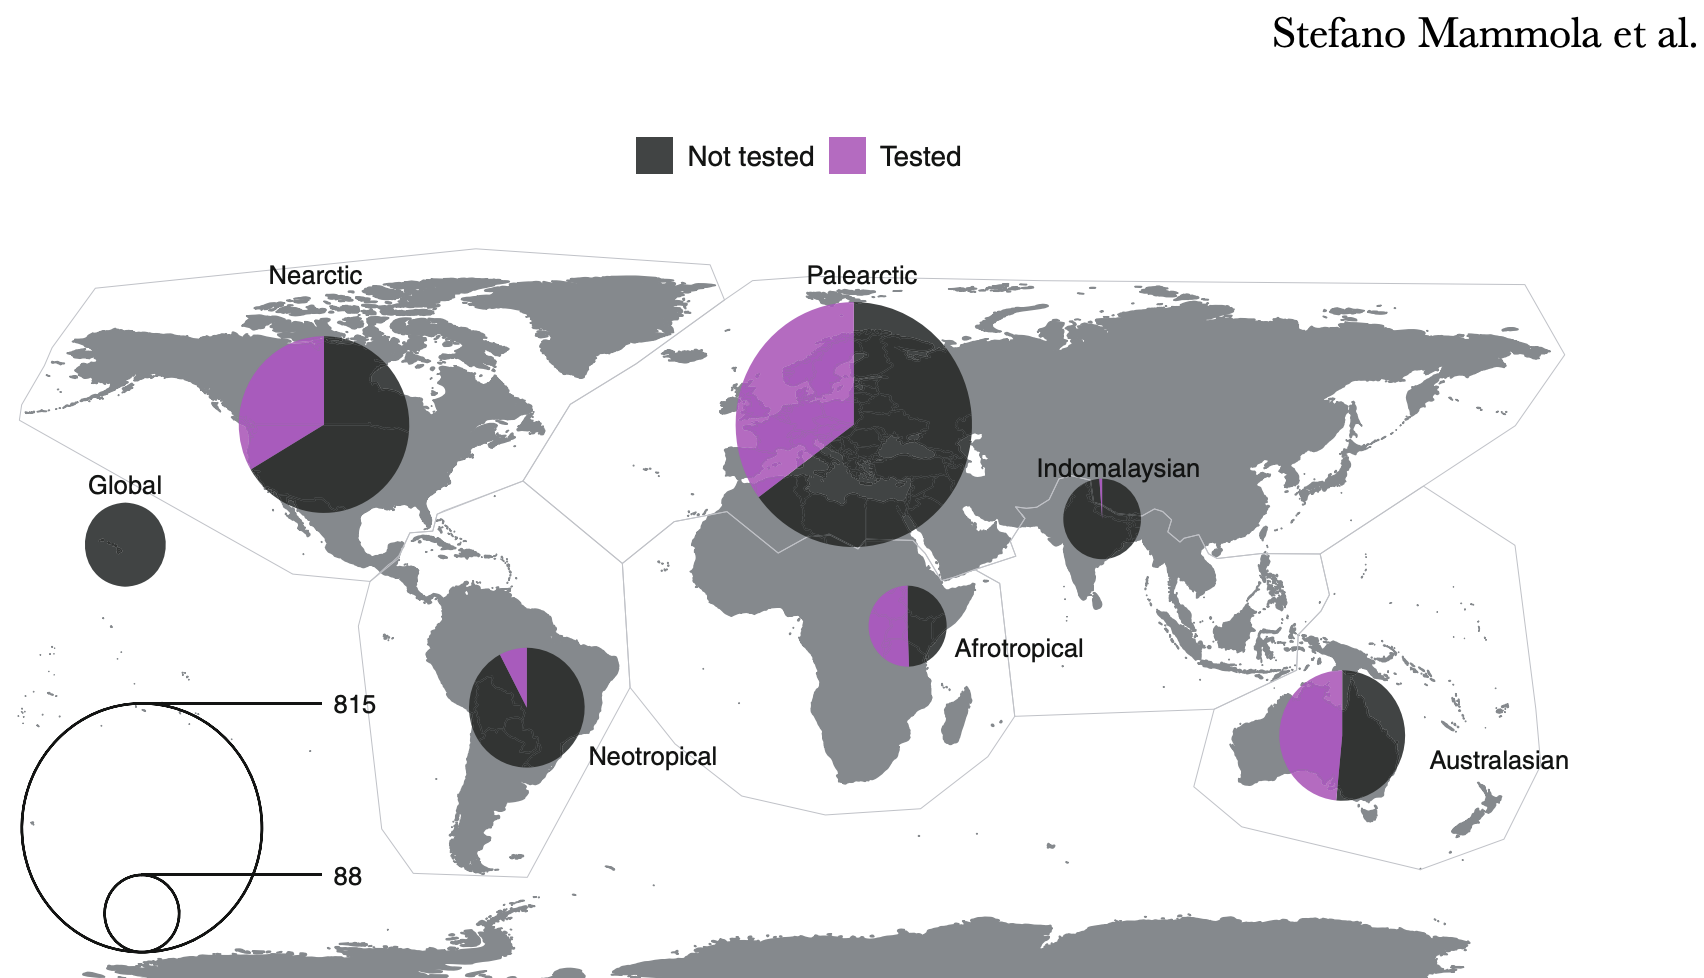 Stefano Mammola et al.
Not tested Tested
Nearctic
Palearctic
Indomalaysian
Global
Afrotropical
815
Neotropical
Australasian
88